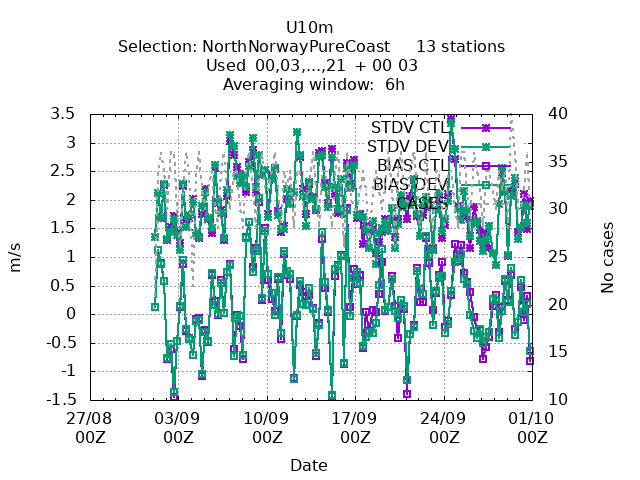 U10m
Selection: NorthNorwayPureCoast 13 stations
Used 00,03,...,21 + 00 03
Averaging window: 6h
3.5 40
STDV CTL
3 STDV DEV 35
2.5 BIAS CTL
BIAS DEV
2 CASES 30
1.5
1 25
m/s No cases
0.5
0 20
-0.5 15
-1
-1.5 10
27/08 03/09 10/09 17/09 24/09 01/10
00Z 00Z 00Z 00Z 00Z 00Z
Date